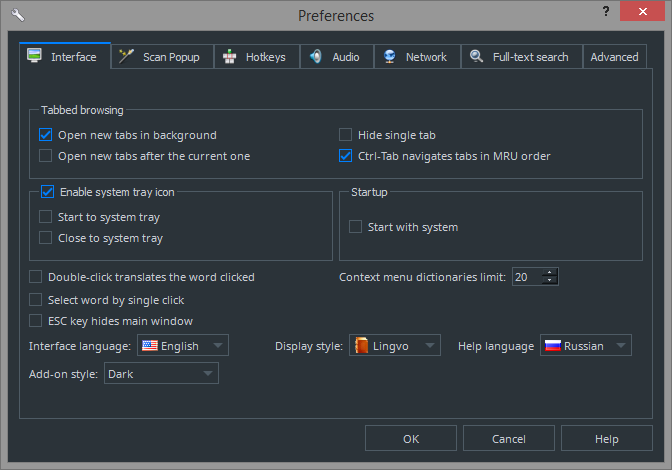 Preferences
?
Interface Scan Popup Hotkeys Audio Network Full-text search Advanced
Tabbed browsing
Open new tabs in background Hide single tab
Open new tabs after the current one Ctrl-Tab navigates tabs in MRU order
Enable system tray icon Startup
Start to system tray
Start with system
Close to system tray
Double-click translates the word clicked Context menu dictionaries limit: 20
Select word by single click
ESC key hides main window
Interface language: English Display style: Lingvo Help language Russian
Add-on style: Dark
OK Cancel Help